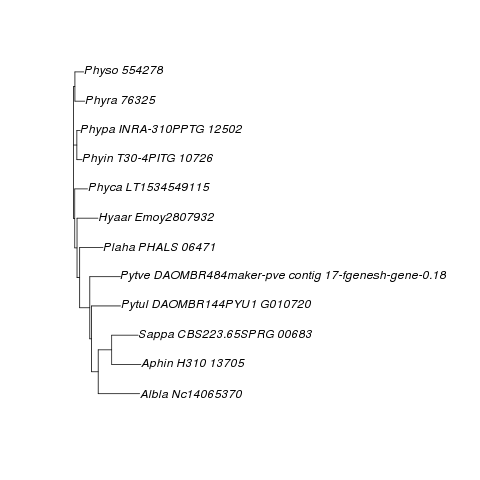 Physo 554278
Phyra 76325
Phypa INRA-310PPTG 12502
Phyin T30-4PITG 10726
Phyca LT1534549115
Hyaar Emoy2807932
Plaha PHALS 06471
Pytve DAOMBR484maker-pve contig 17-fgenesh-gene-0.18
Pytul DAOMBR144PYU1 G010720
Sappa CBS223.65SPRG 00683
Aphin H310 13705
Albla Nc14065370